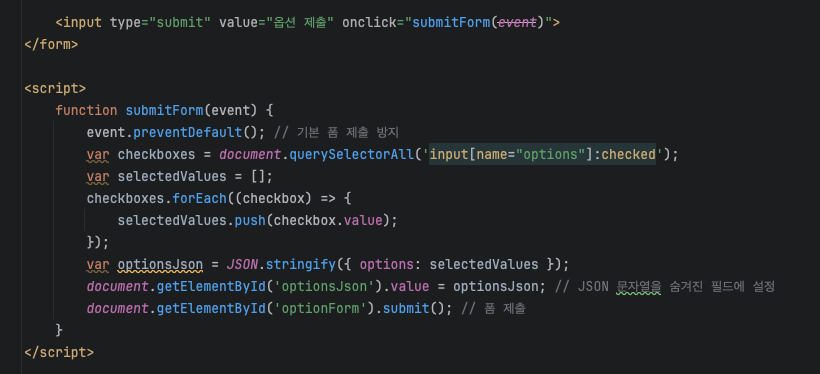 <input type="submit" value="옵션 제출" onclick="submitForm(event)">
</form>
<script>
function submitForm(event) {
event.preventDefault(); // 기본 폼 제출 방지
var checkboxes = document.querySelectorAll('input[name="options"]:checked');
var selectedValues = [];
checkboxes.forEach((checkbox) => {
selectedValues.push(checkbox.value);
});
var optionsJson = JSON.stringify({ options: selectedValues });
document.getElementById('optionsJson').value = optionsJson; // JSON 문자열을 숨겨진 필드에 설정
document.getElementById('optionForm').submit(); // 폼 제출
}
</script>